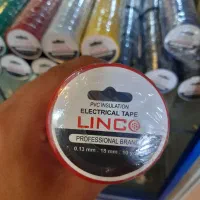 PVC INSULATION
ELECTRICAL TAPE
LINCO
PROFESSIONAL BRAND
0.13 mm 18 mm